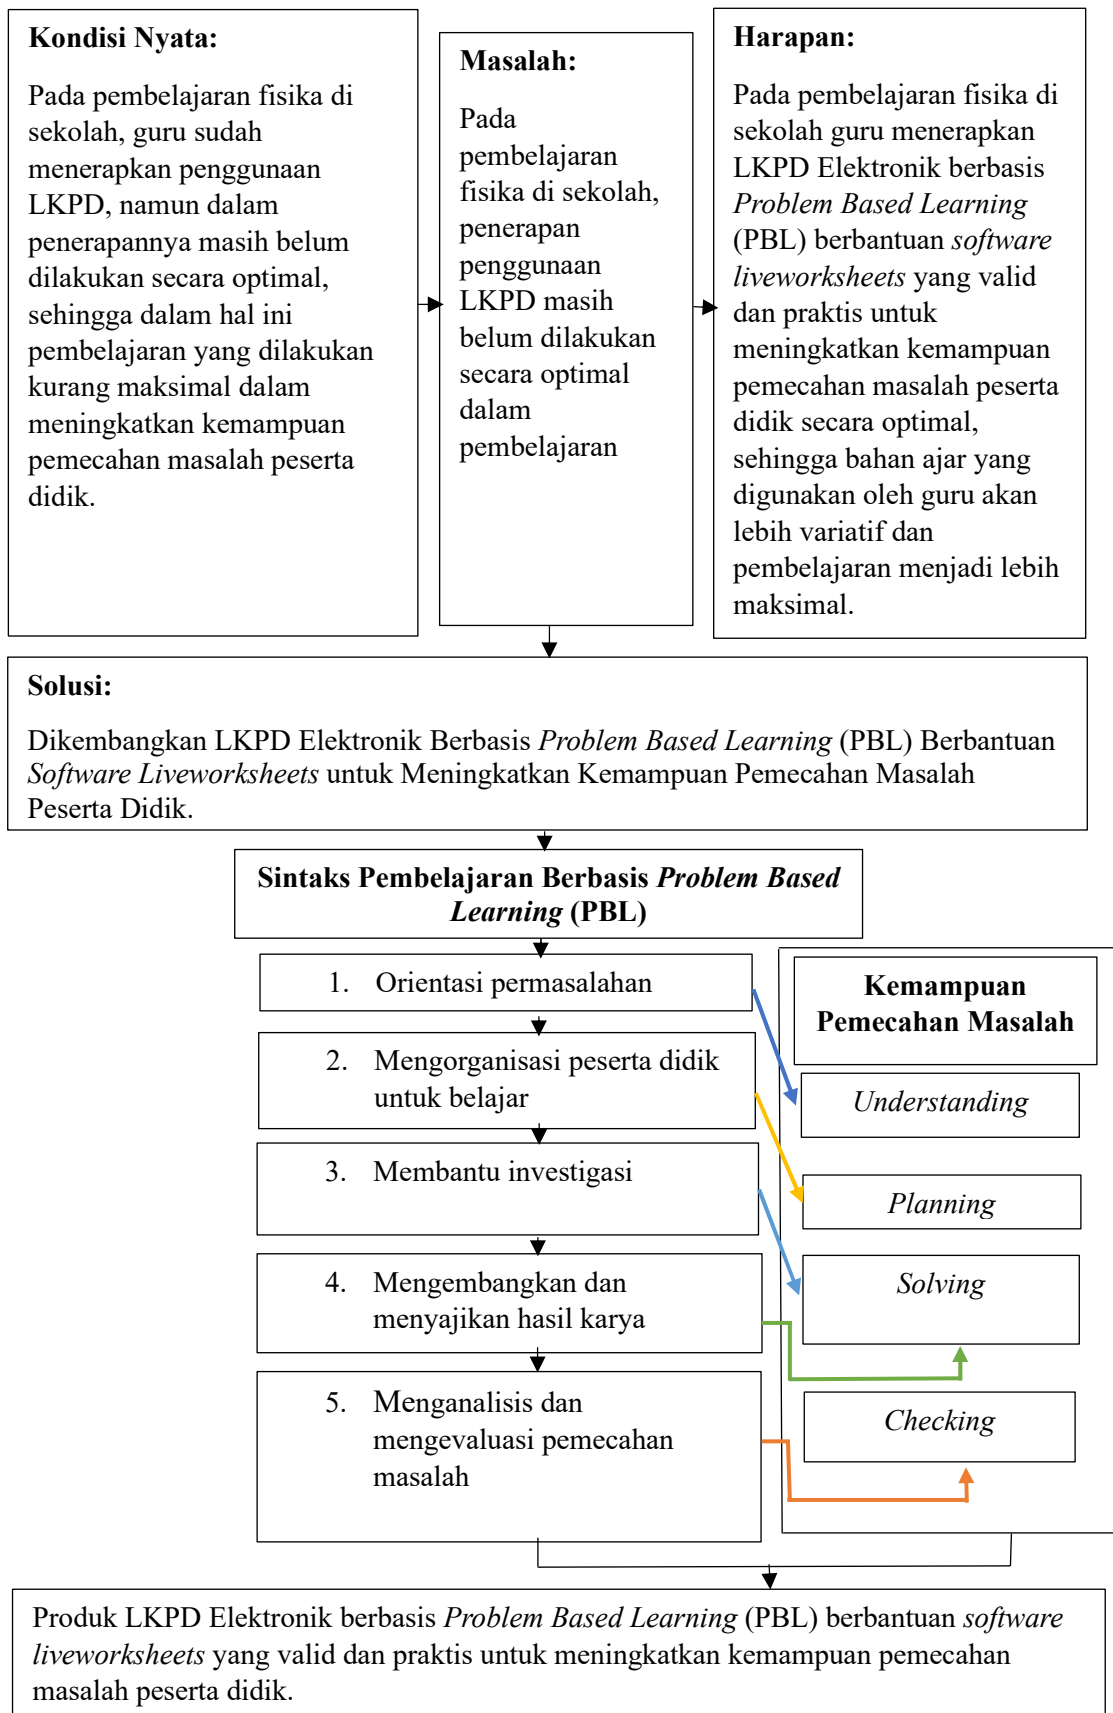 Kondisi Nyata:
Pada pembelajaran fisika di
sekolah, guru sudah
menerapkan penggunaan
LKPD, namun dalam
penerapannya masih belum
dilakukan secara optimal,
sehingga dalam hal ini
pembelajaran yang dilakukan
kurang maksimal dalam
meningkatkan kemampuan
pemecahan masalah peserta
didik.
Masalah:
Pada
pembelajaran
fisika di sekolah,
penerapan
penggunaan
LKPD masih
belum dilakukan
secara optimal
dalam
pembelajaran
Harapan:
Pada pembelajaran fisika di
sekolah guru menerapkan
LKPD Elektronik berbasis
Problem Based Learning
(PBL) berbantuan software
liveworksheets yang valid
dan praktis untuk
meningkatkan kemampuan
pemecahan masalah peserta
didik secara optimal,
sehingga bahan ajar yang
digunakan oleh guru akan
lebih variatif dan
pembelajaran menjadi lebih
maksimal.
Solusi:
Dikembangkan LKPD Elektronik Berbasis Problem Based Learning (PBL) Berbantuan
Software Liveworksheets untuk Meningkatkan Kemampuan Pemecahan Masalah
Peserta Didik.
Sintaks Pembelajaran Berbasis Problem Based
Learning (PBL)
1. Orientasi permasalahan
2. Mengorganisasi peserta didik
untuk belajar
3. Membantu investigasi
4. Mengembangkan dan
menyajikan hasil karya
5. Menganalisis dan
mengevaluasi pemecahan
masalah
Kemampuan
Pemecahan Masalah
Understanding
Planning
Solving
Checking
Produk LKPD Elektronik berbasis Problem Based Learning (PBL) berbantuan software
liveworksheets yang valid dan praktis untuk meningkatkan kemampuan pemecahan
masalah peserta didik.